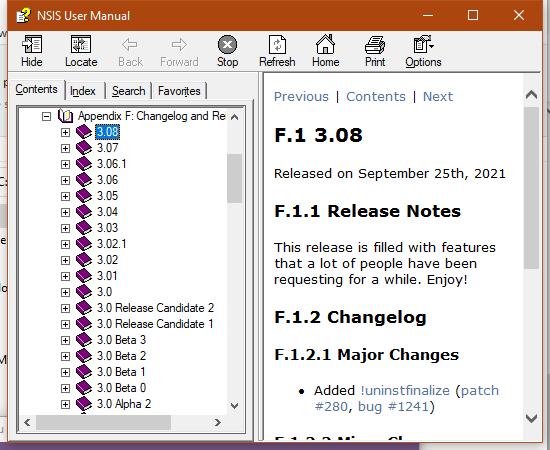 NSIS User Manual
Hide Locate Back Forward Stop Refresh Home Print Options
Contents Index Search Favorites
Appendix F: Changelog and Re
3.08
3.07
3.06.1
3.06
3.05
3.04
3.03
3.02.1
3.02
3.01
3.0
3.0 Release Candidate 2
3.0 Release Candidate 1
3.0 Beta 3
3.0 Beta 2
3.0 Beta 1
3.0 Beta 0
3.0 Alpha 2
Previous | Contents | Next
F.1 3.08
Released on September 25th, 2021
F.1.1 Release Notes
This release is filled with features
that a lot of people have been
requesting for a while. Enjoy!
F.1.2 Changelog
F.1.2.1 Major Changes
• Added !uninstfinalize (patch
#280, bug #1241)